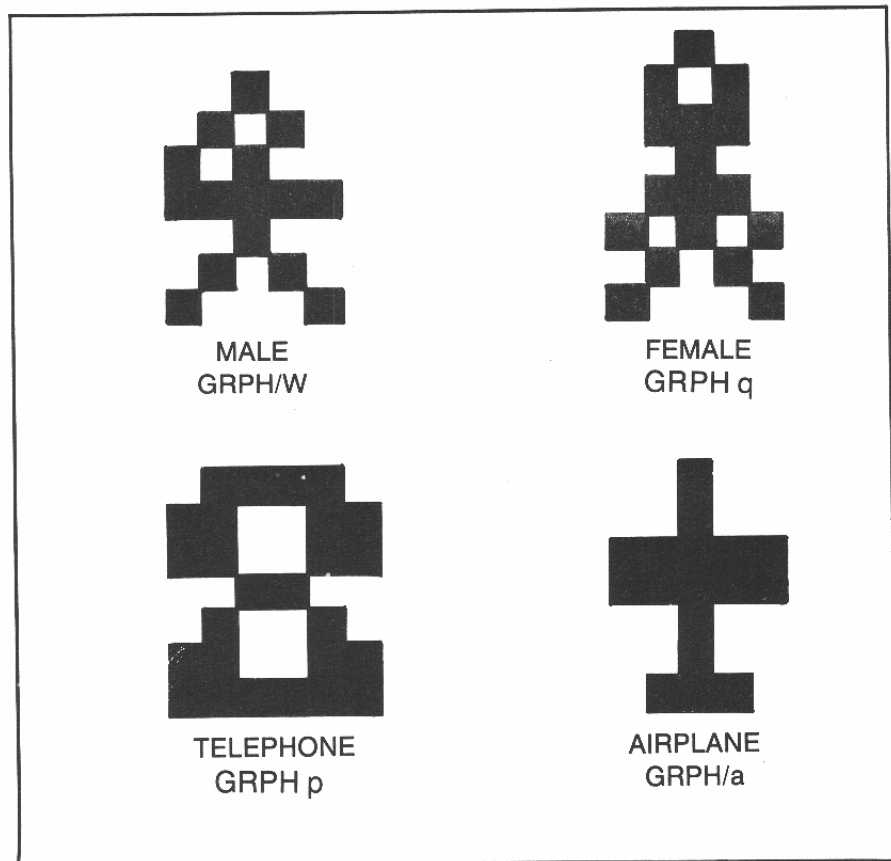 MALE
GRPH/W
FEMALE
GRPH q
TELEPHONE
GRPH p
AIRPLANE
GRPH/a